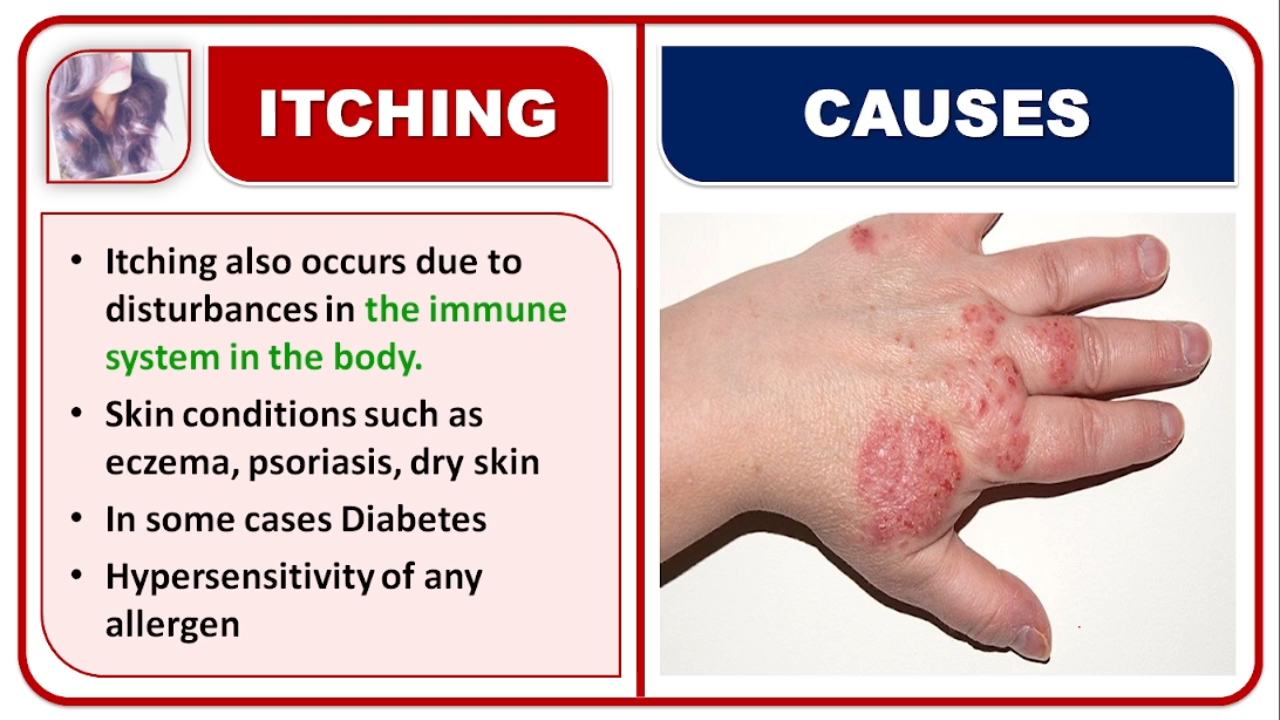 ITCHING
CAUSES
• Itching also occurs due to
disturbances in the immune
system in the body.
• Skin conditions such as
eczema, psoriasis, dry skin
• In some cases Diabetes
• Hypersensitivity of any
allergen